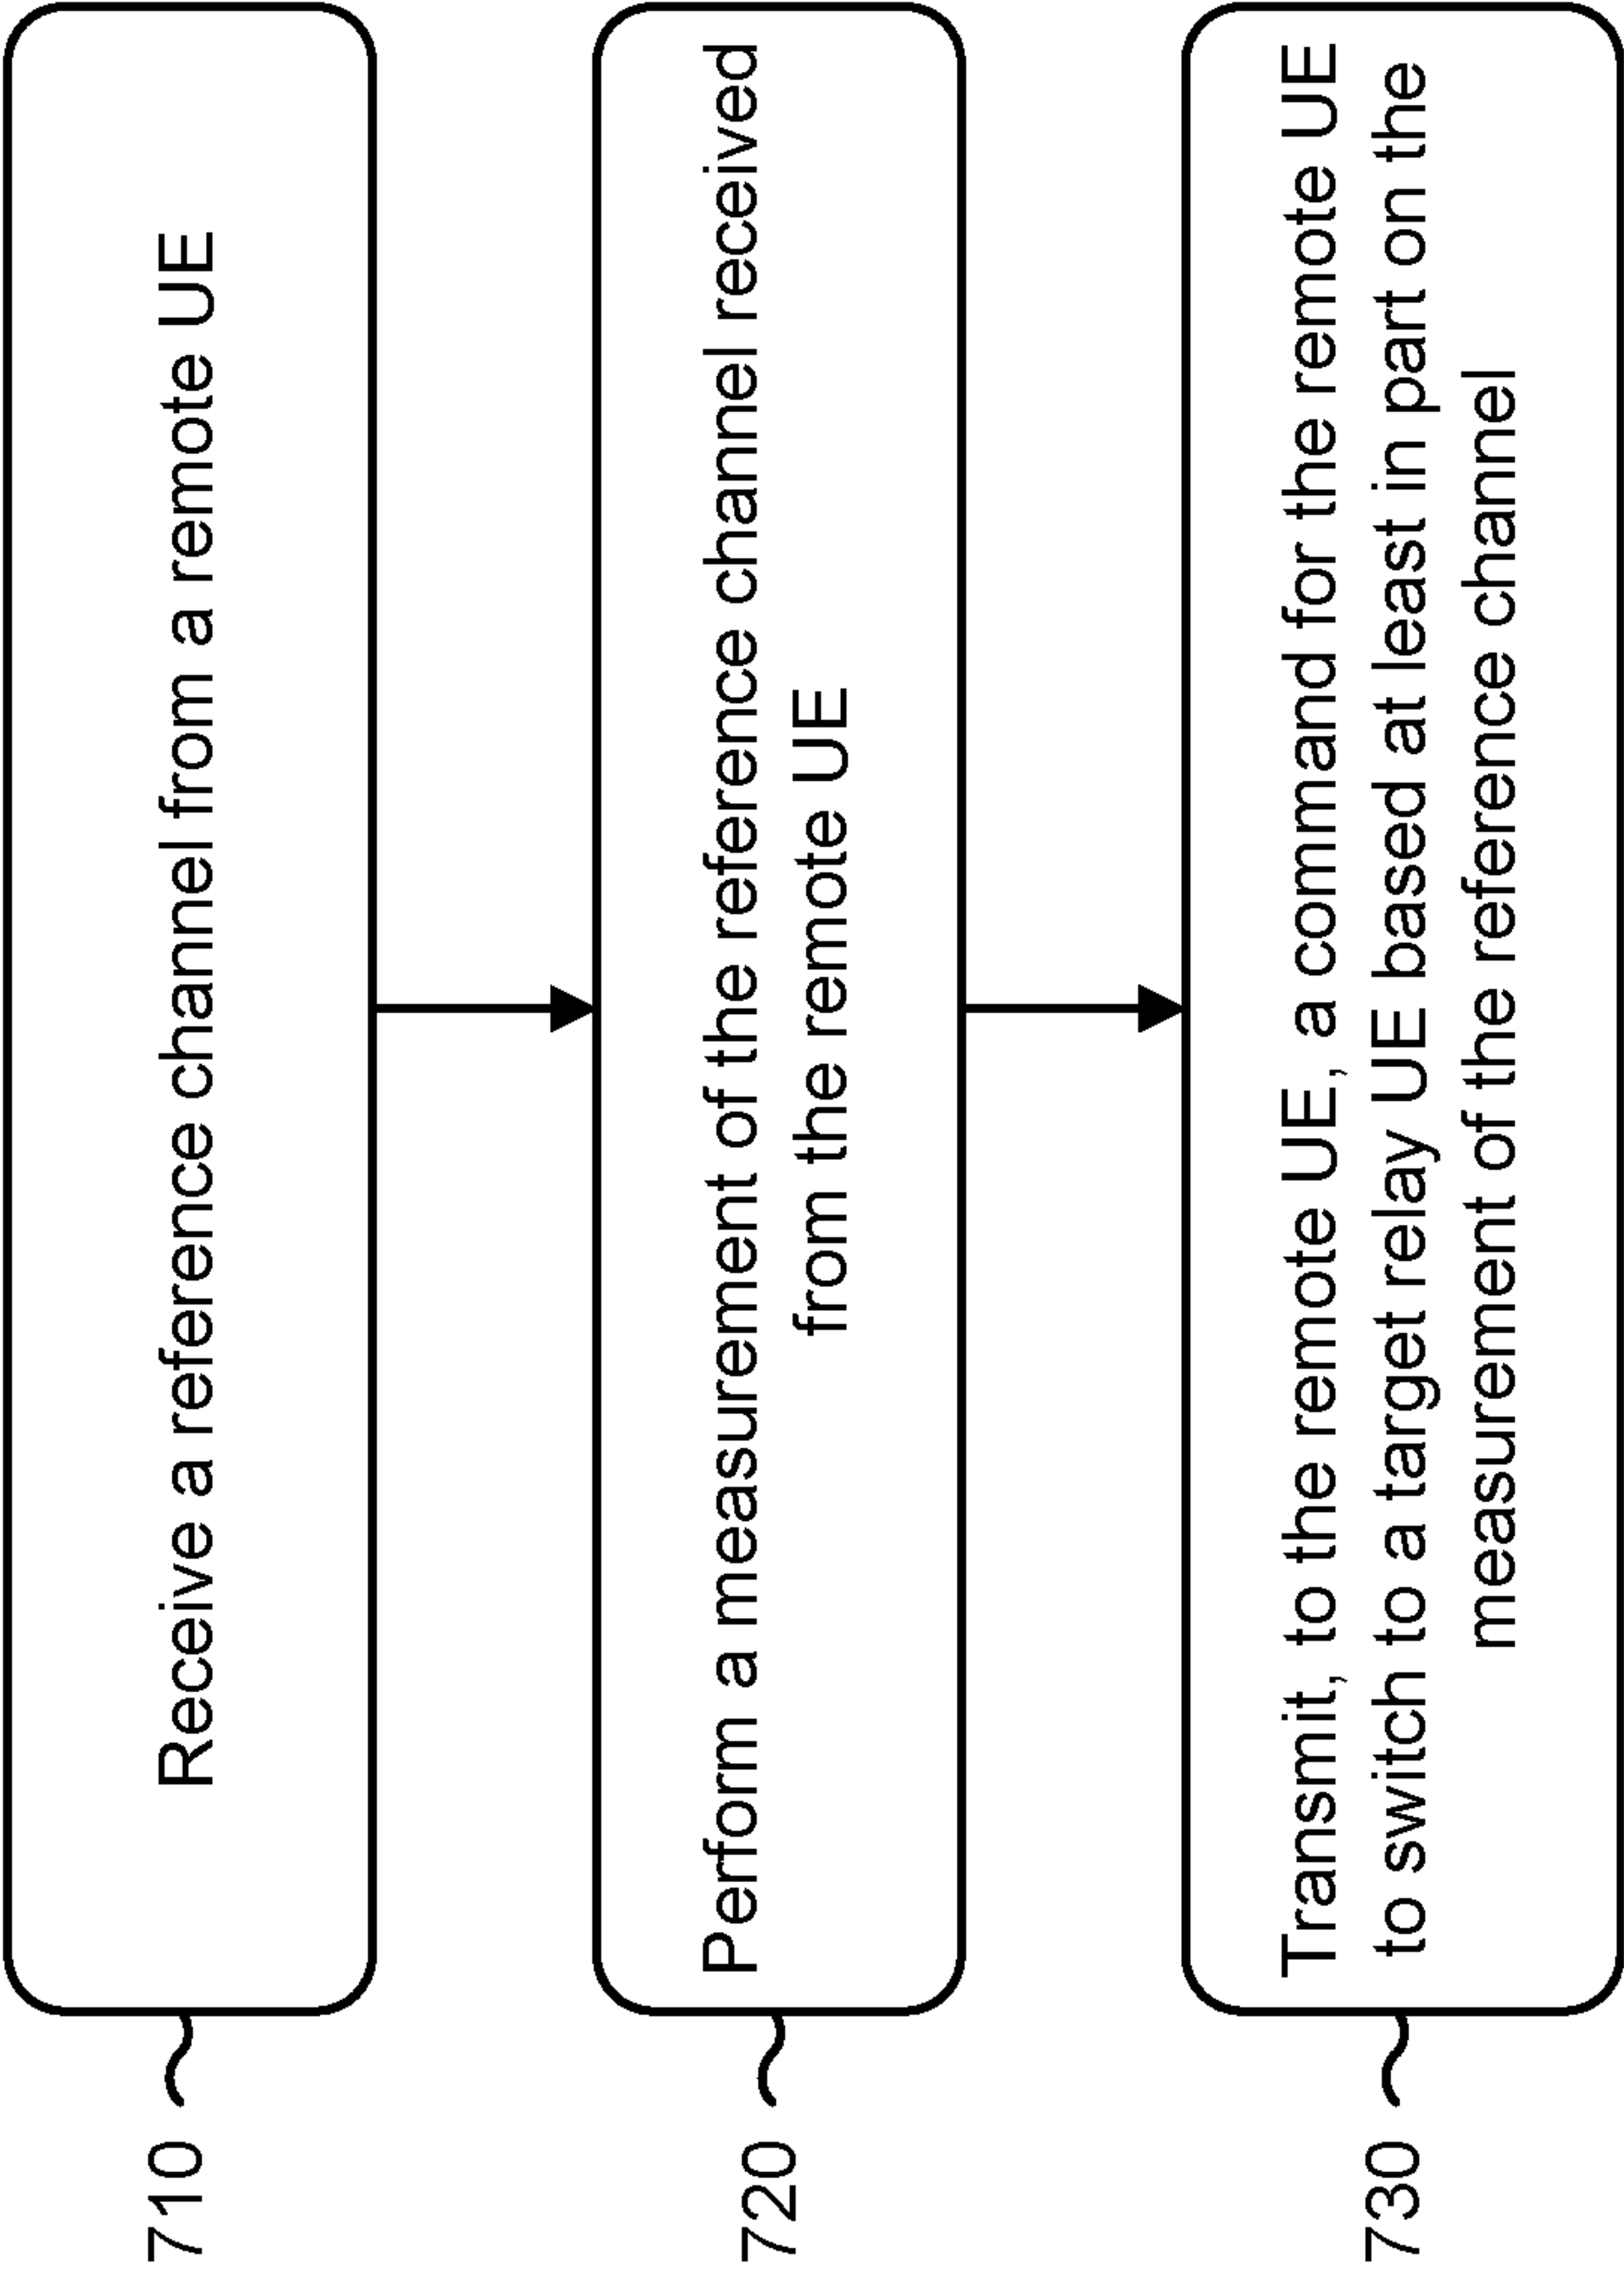 710
Receive a reference channel from a remote UE
720
Perform a measurement of the reference channel received
from the remote UE
730
Transmit, to the remote UE, a command for the remote UE
to switch to a target relay UE based at least in part on the
measurement of the reference channel